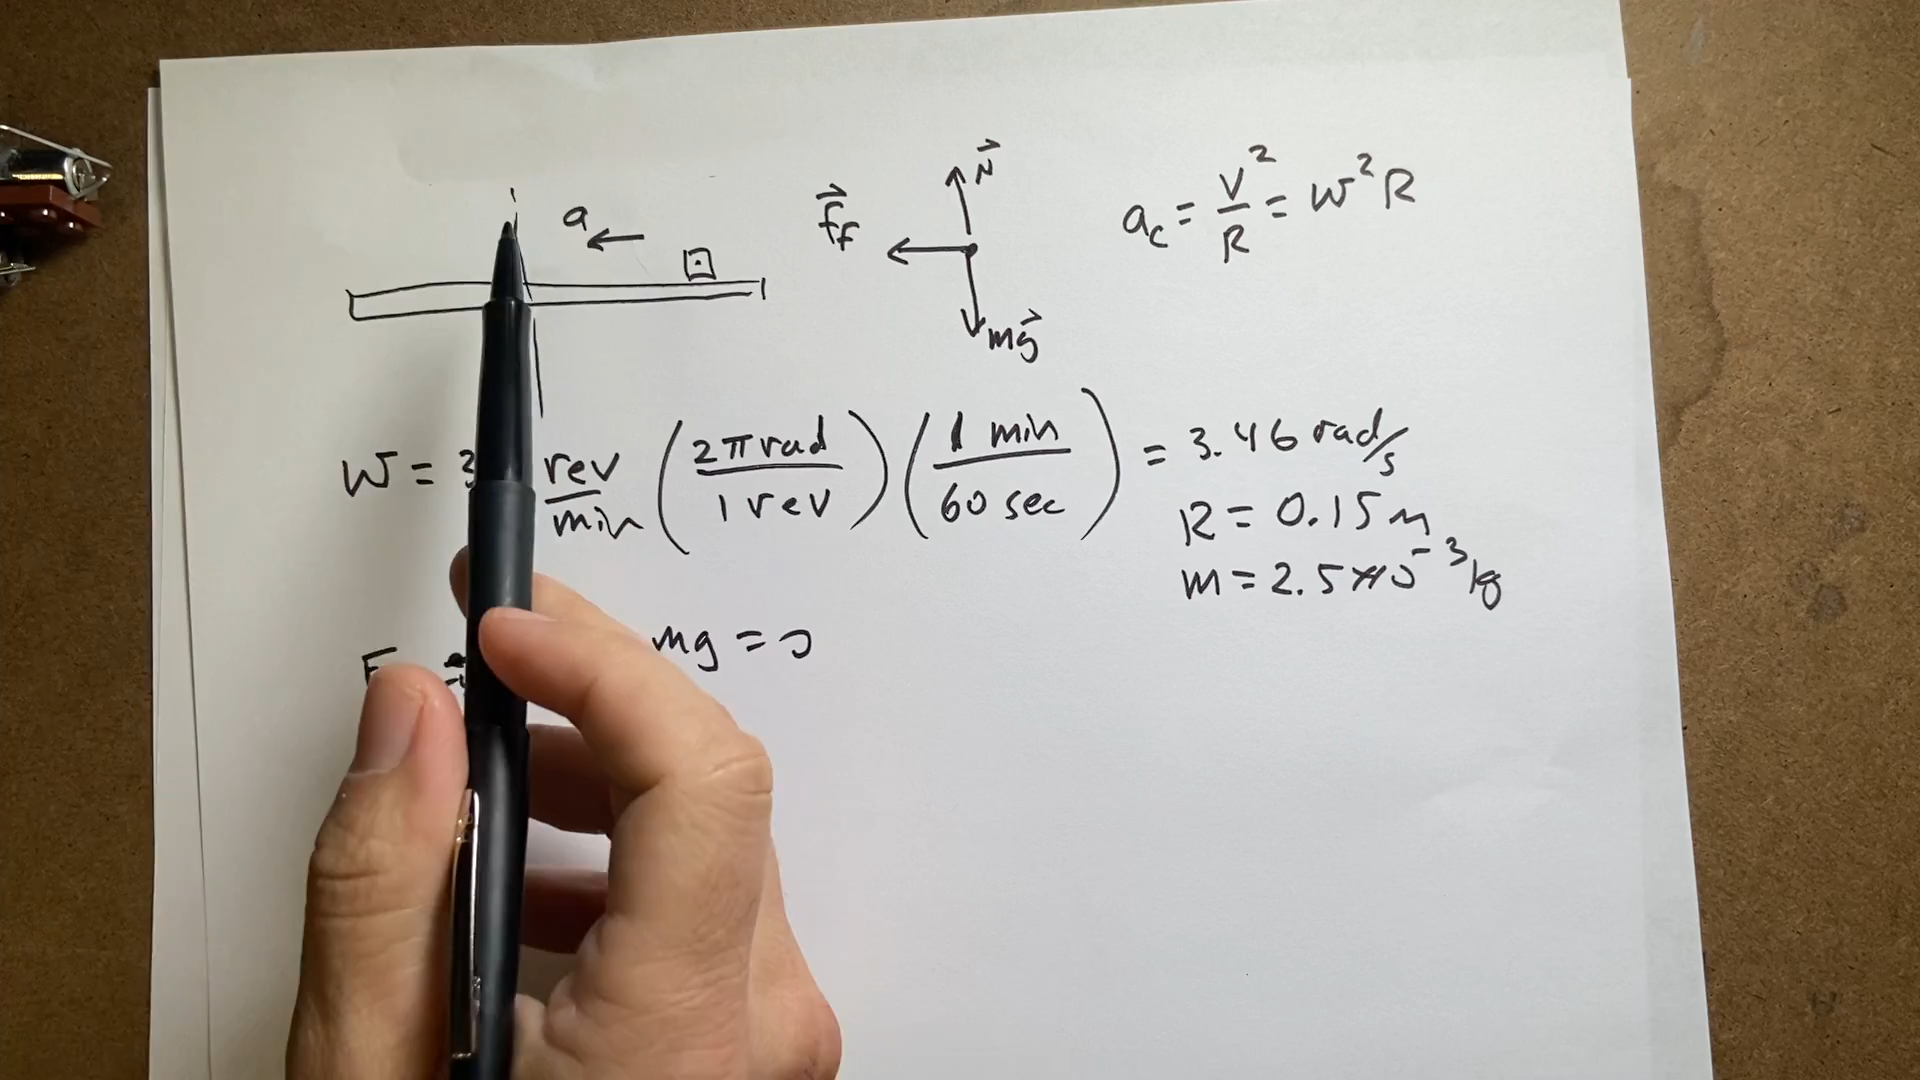 a
f⃗f
N⃗
mg⃗
ac = V²/R = ω²R
ω = 3 rev/min (2π rad/1 rev) (1 min/60 sec) = 3.46 rad/s
R = 0.15 m
m = 2.5×10⁻³ kg
F mg = 0